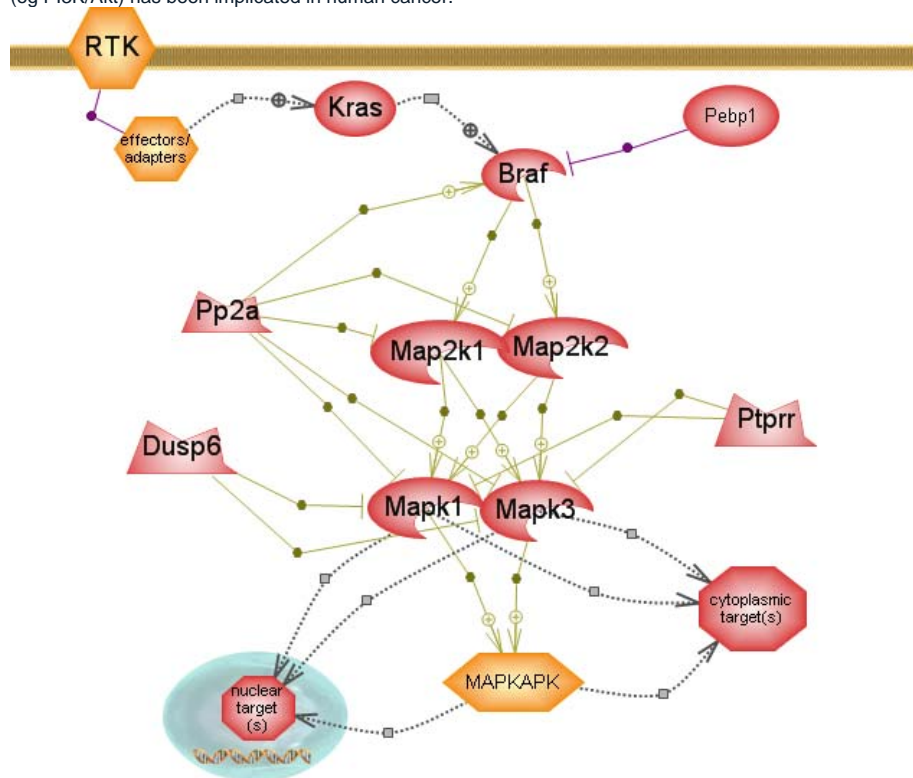 (eg PI3K/Akt) has been implicated in human cancer.
RTK
Kras
Pebp1
effectors/
adapters
Braf
Pp2a
Map2k1
Map2k2
Ptprr
Dusp6
Mapk1
Mapk3
cytoplasmic
target(s)
MAPKAPK
nuclear
target
(s)